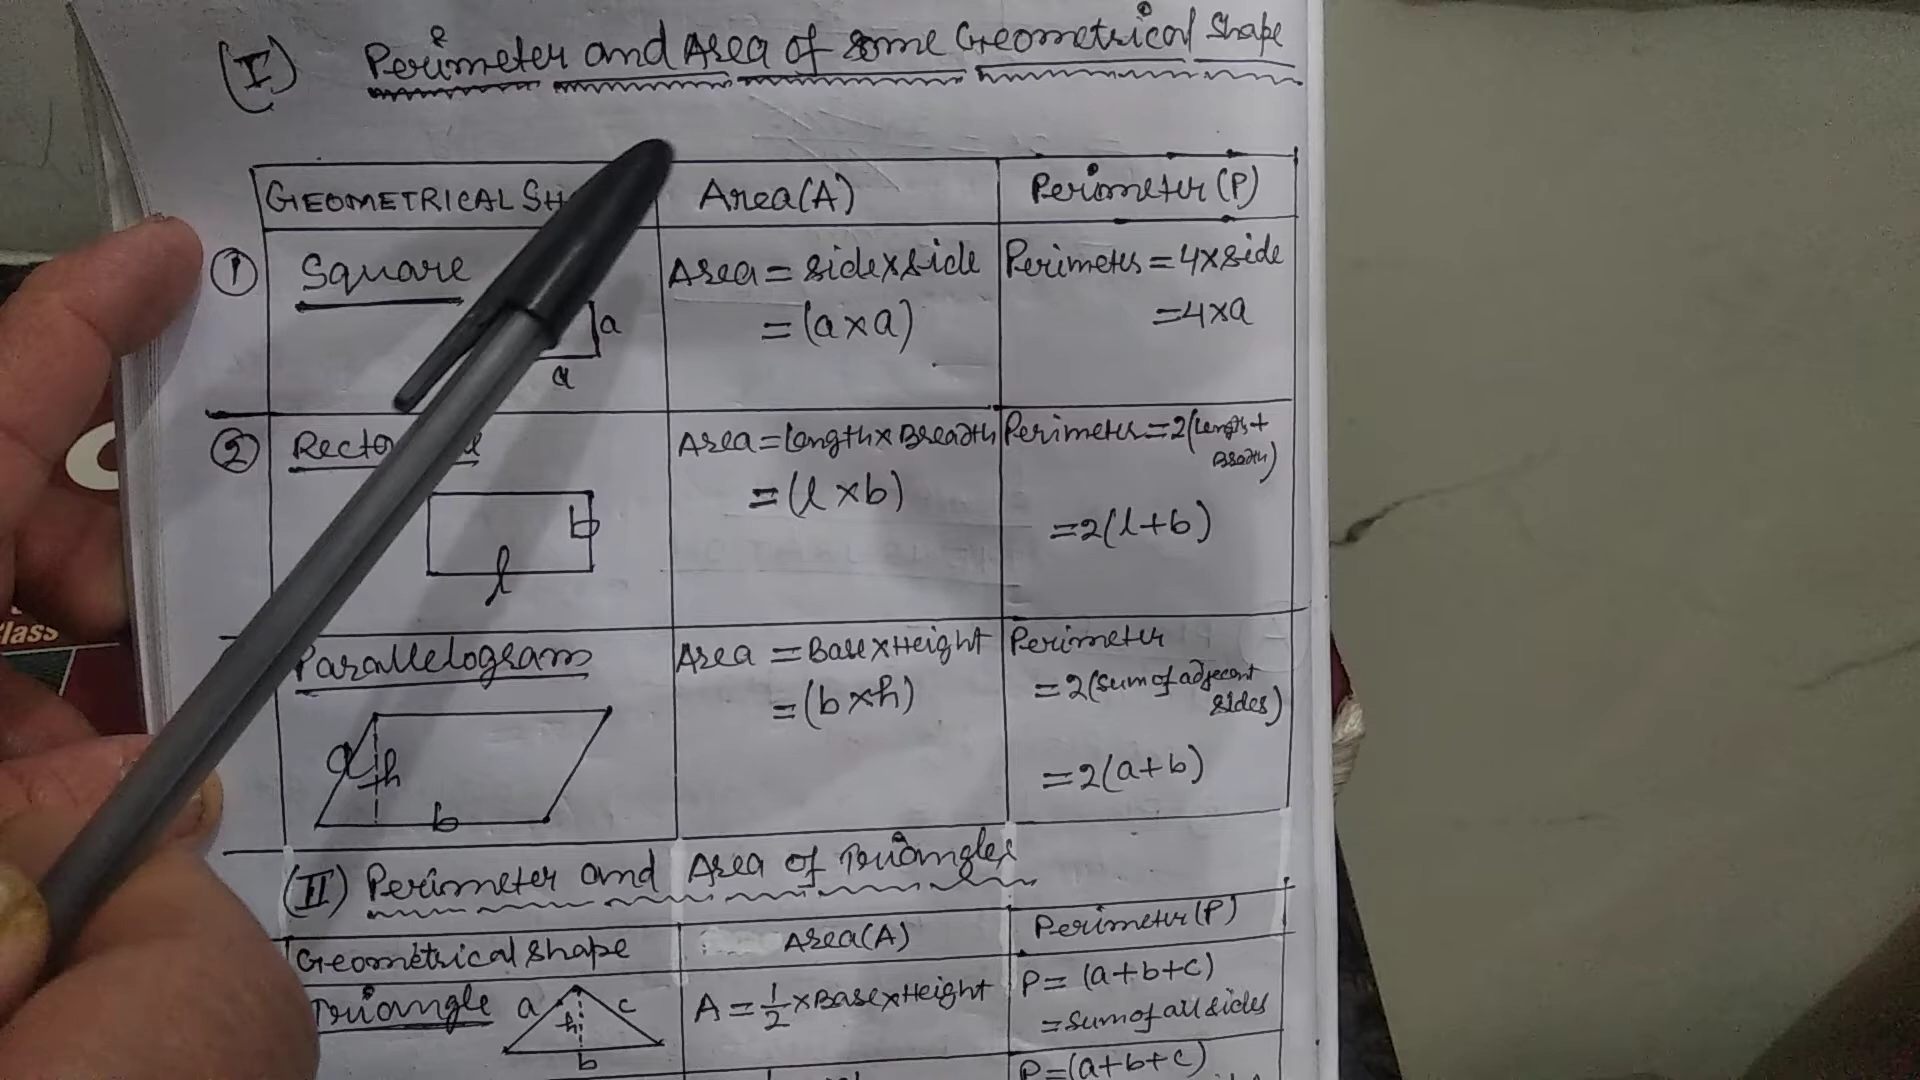 (I) Perimeter and Area of some Geometrical Shape
GEOMETRICAL Area(A) Perimeter(P)
① Square Area = side×side Perimeter = 4×side
= (a×a) = 4×a
a
a
② Area = Length×Breadth Perimeter = 2(Length+
Breadth)
= (l×b)
b
= 2(l+b)
l
Parallelogram Area = Base×Height Perimeter
= (b×h) = 2(sum of adjecent
sides)
a h
= 2(a+b)
b
(II) Perimeter and Area of Triangles
Geometrical shape Area(A) Perimeter(P)
Triangle a c A = 1/2 ×Base×Height P = (a+b+c)
h
= sum of all sides
b
P = (a+b+c)
lass